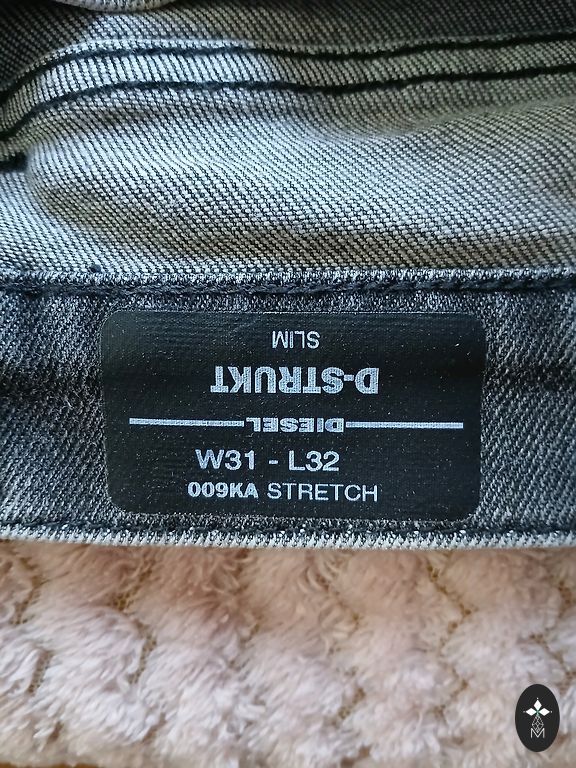 SLIM
D-STRUKT
DIESEL
W31 - L32
009KA STRETCH
M